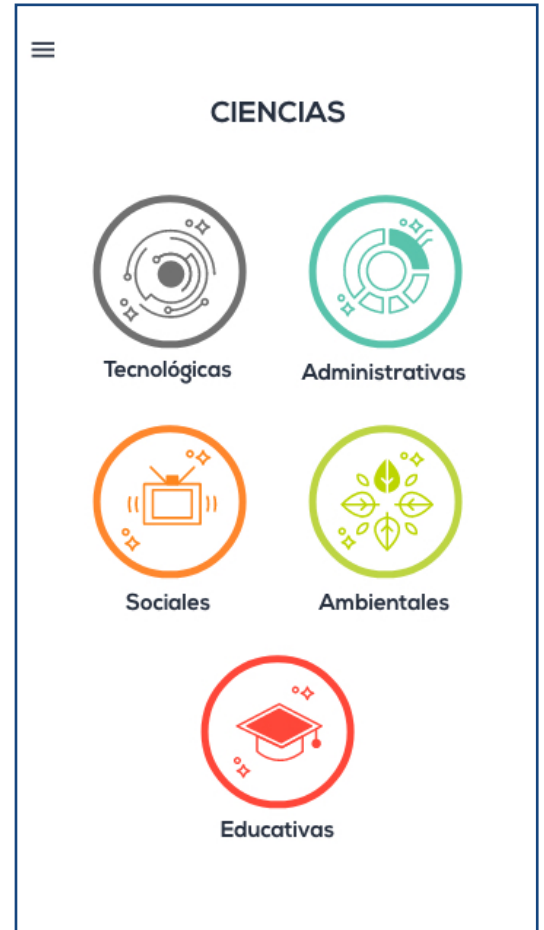 CIENCIAS
Tecnológicas
Administrativas
Sociales
Ambientales
Educativas